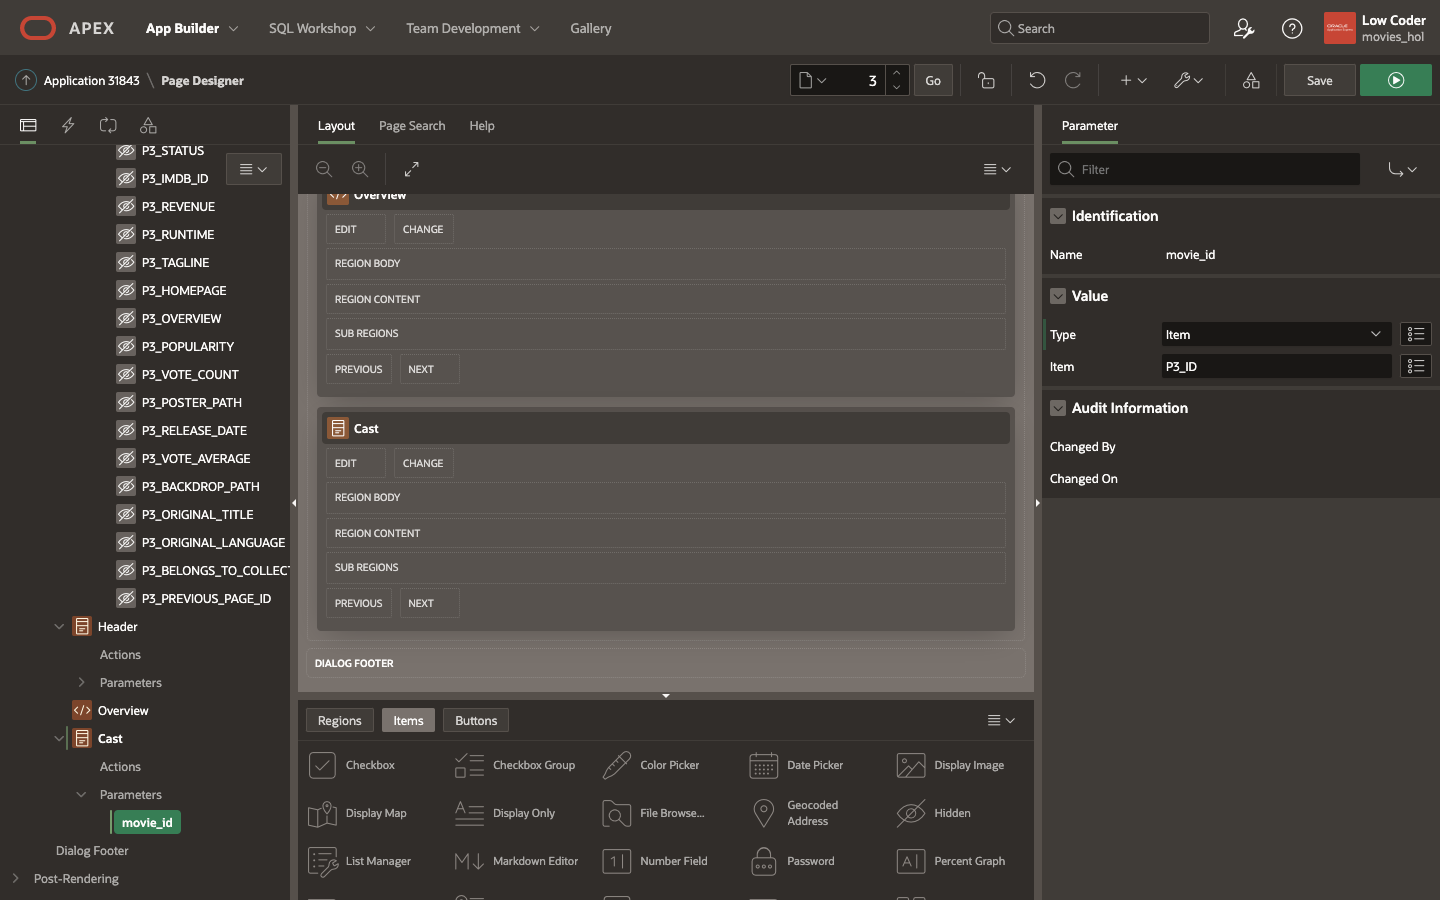 APEX
App Builder
SQL Workshop
Team Development
Gallery
Search
Low Coder
movies_hol
Application 31843 \ Page Designer
3
Go
Save
P3_STATUS
P3_IMDB_ID
P3_REVENUE
P3_RUNTIME
P3_TAGLINE
P3_HOMEPAGE
P3_OVERVIEW
P3_POPULARITY
P3_VOTE_COUNT
P3_POSTER_PATH
P3_RELEASE_DATE
P3_VOTE_AVERAGE
P3_BACKDROP_PATH
P3_ORIGINAL_TITLE
P3_ORIGINAL_LANGUAGE
P3_BELONGS_TO_COLLECT
P3_PREVIOUS_PAGE_ID
Header
Actions
Parameters
Overview
Cast
Actions
Parameters
movie_id
Dialog Footer
Post-Rendering
Layout
Page Search
Help
Overview
EDIT
CHANGE
REGION BODY
REGION CONTENT
SUB REGIONS
PREVIOUS
NEXT
Cast
EDIT
CHANGE
REGION BODY
REGION CONTENT
SUB REGIONS
PREVIOUS
NEXT
DIALOG FOOTER
Regions
Items
Buttons
Checkbox
Checkbox Group
Color Picker
Date Picker
Display Image
Display Map
Display Only
File Browse...
Geocoded
Address
Hidden
List Manager
Markdown Editor
Number Field
Password
Percent Graph
Parameter
Filter
Identification
Name
movie_id
Value
Type
Item
Item
P3_ID
Audit Information
Changed By
Changed On